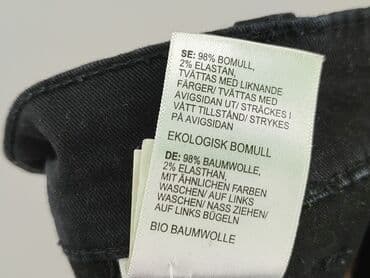 SE: 98% BOMULL,
2% ELASTAN,
TVÄTTAS MED LIKNANDE
FÄRGER/ TVÄTTAS MED
AVIGSIDAN UT/ STRÄCKES I
VÅTT TILLSTÅND/ STRYKES
PÅ AVIGSIDAN
EKOLOGISK BOMULL
DE: 98% BAUMWOLLE,
2% ELASTHAN,
MIT ÄHNLICHEN FARBEN
WASCHEN/ AUF LINKS
WASCHEN/ NASS ZIEHEN/
AUF LINKS BÜGELN
BIO BAUMWOLLE